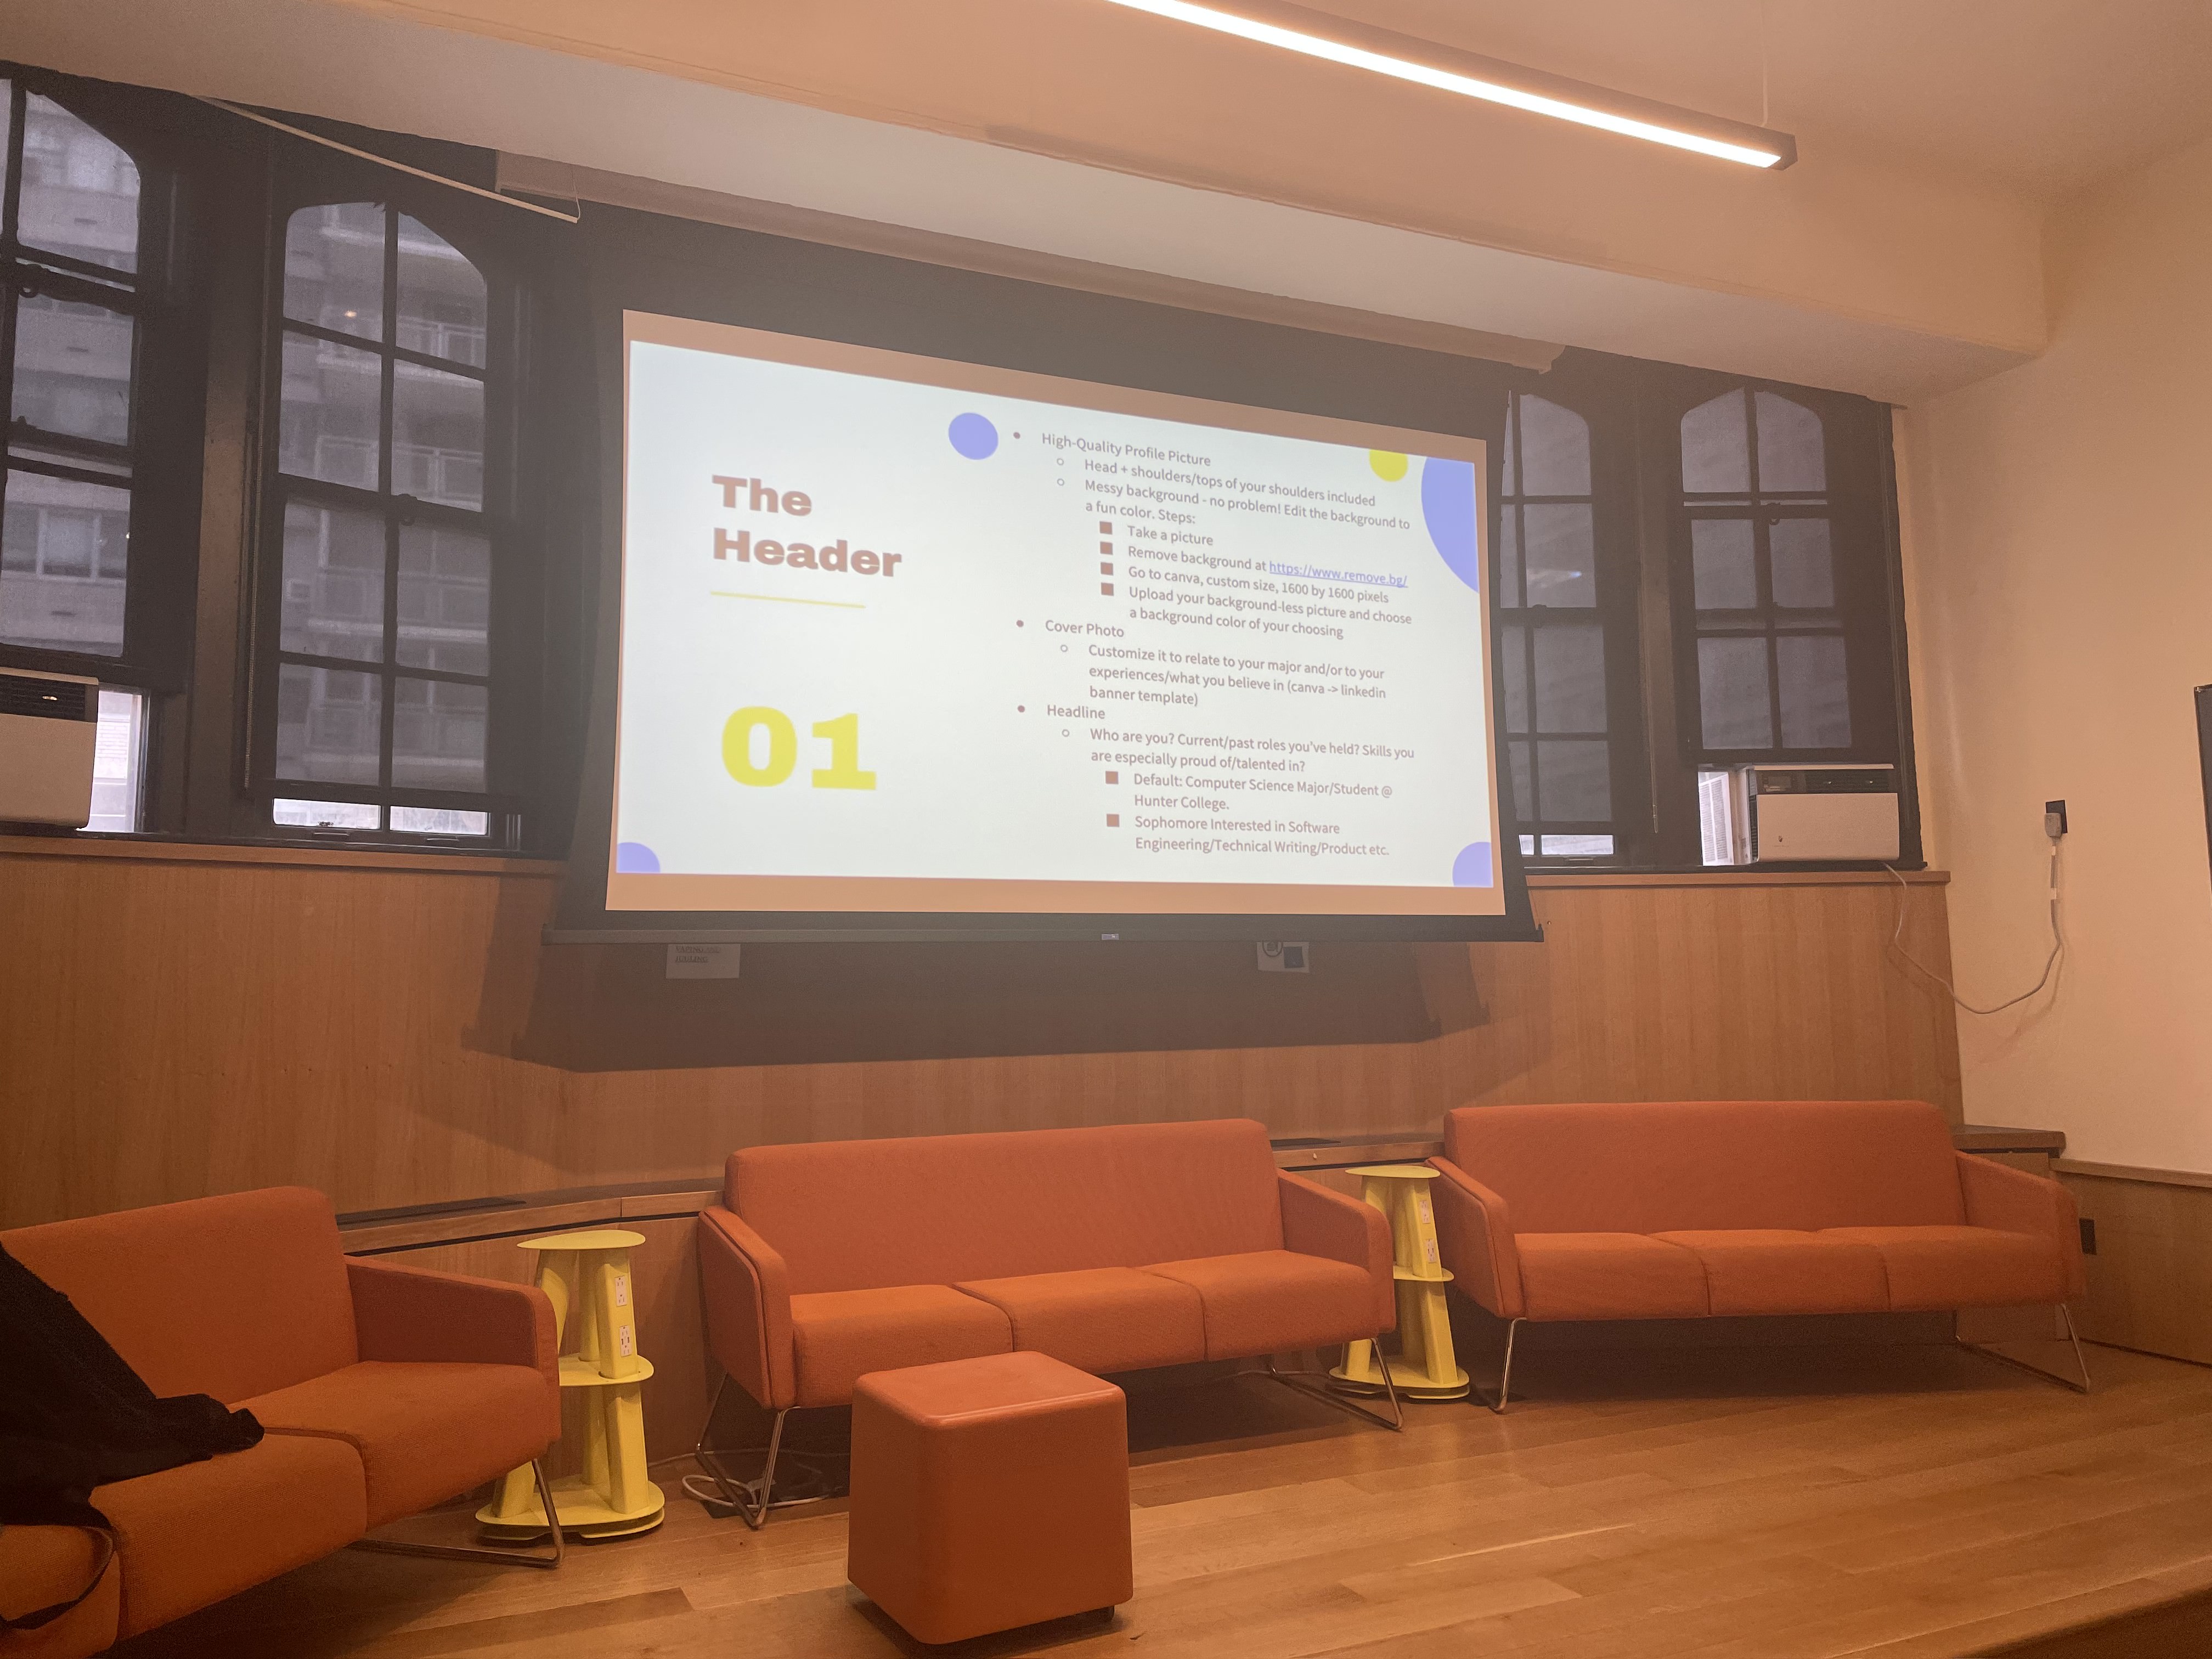 The
Header
01
● High-Quality Profile Picture
○ Head + shoulders/tops of your shoulders included
○ Messy background - no problem! Edit the background to
a fun color. Steps:
■ Take a picture
■ Remove background at https://www.remove.bg/
■ Go to canva, custom size, 1600 by 1600 pixels
■ Upload your background-less picture and choose
a background color of your choosing
● Cover Photo
○ Customize it to relate to your major and/or to your
experiences/what you believe in (canva -> linkedin
banner template)
● Headline
○ Who are you? Current/past roles you've held? Skills you
are especially proud of/talented in?
■ Default: Computer Science Major/Student @
Hunter College.
■ Sophomore Interested in Software
Engineering/Technical Writing/Product etc.